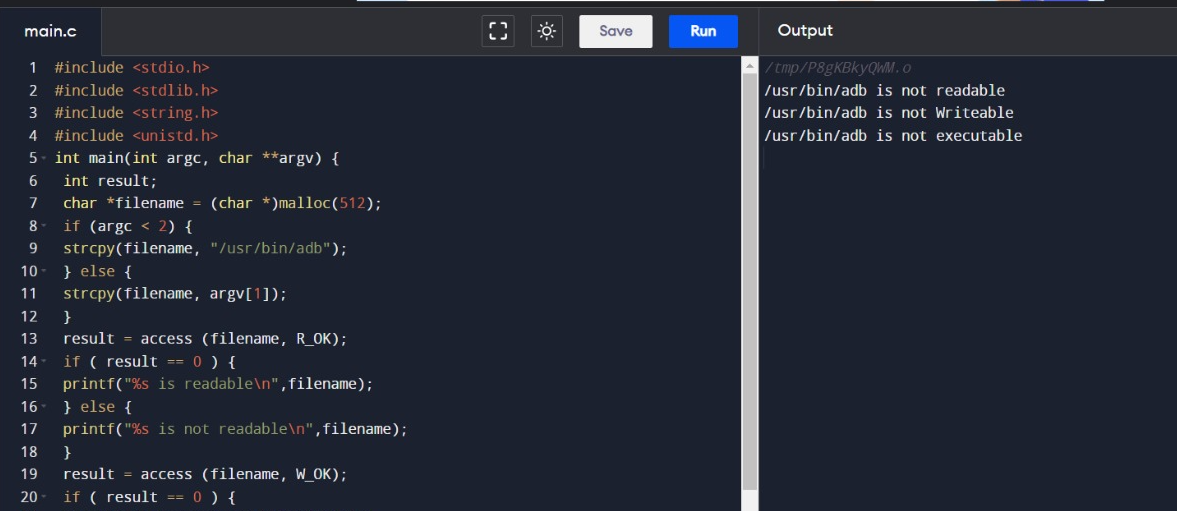 main.c
Save
Run
Output
1 #include <stdio.h>
2 #include <stdlib.h>
3 #include <string.h>
4 #include <unistd.h>
5 int main(int argc, char **argv) {
6 int result;
7 char *filename = (char *)malloc(512);
8 if (argc < 2) {
9 strcpy(filename, "/usr/bin/adb");
10 } else {
11 strcpy(filename, argv[1]);
12 }
13 result = access (filename, R_OK);
14 if ( result == 0 ) {
15 printf("%s is readable\n",filename);
16 } else {
17 printf("%s is not readable\n",filename);
18 }
19 result = access (filename, W_OK);
20 if ( result == 0 ) {
/tmp/P8gKBkyQWM.o
/usr/bin/adb is not readable
/usr/bin/adb is not Writeable
/usr/bin/adb is not executable